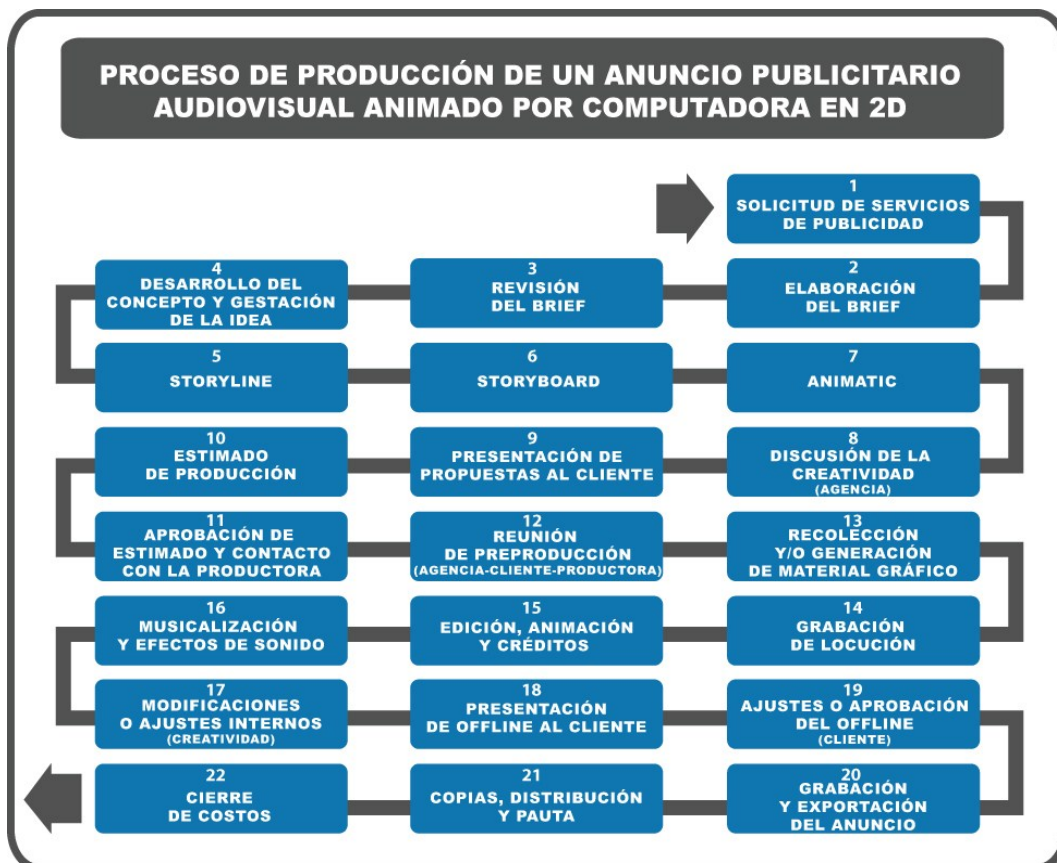 PROCESO DE PRODUCCIÓN DE UN ANUNCIO PUBLICITARIO
AUDIOVISUAL ANIMADO POR COMPUTADORA EN 2D
1
SOLICITUD DE SERVICIOS
DE PUBLICIDAD
2
ELABORACIÓN
DEL BRIEF
3
REVISIÓN
DEL BRIEF
4
DESARROLLO DEL
CONCEPTO Y GESTACIÓN
DE LA IDEA
5
STORYLINE
6
STORYBOARD
7
ANIMATIC
8
DISCUSIÓN DE LA
CREATIVIDAD
(AGENCIA)
9
PRESENTACIÓN DE
PROPUESTAS AL CLIENTE
10
ESTIMADO
DE PRODUCCIÓN
11
APROBACIÓN DE
ESTIMADO Y CONTACTO
CON LA PRODUCTORA
12
REUNIÓN
DE PREPRODUCCIÓN
(AGENCIA-CLIENTE-PRODUCTORA)
13
RECOLECCIÓN
Y/O GENERACIÓN
DE MATERIAL GRÁFICO
14
GRABACIÓN
DE LOCUCIÓN
15
EDICIÓN, ANIMACIÓN
Y CRÉDITOS
16
MUSICALIZACIÓN
Y EFECTOS DE SONIDO
17
MODIFICACIONES
O AJUSTES INTERNOS
(CREATIVIDAD)
18
PRESENTACIÓN
DE OFFLINE AL CLIENTE
19
AJUSTES O APROBACIÓN
DEL OFFLINE
(CLIENTE)
20
GRABACIÓN
Y EXPORTACIÓN
DEL ANUNCIO
21
COPIAS, DISTRIBUCIÓN
Y PAUTA
22
CIERRE
DE COSTOS